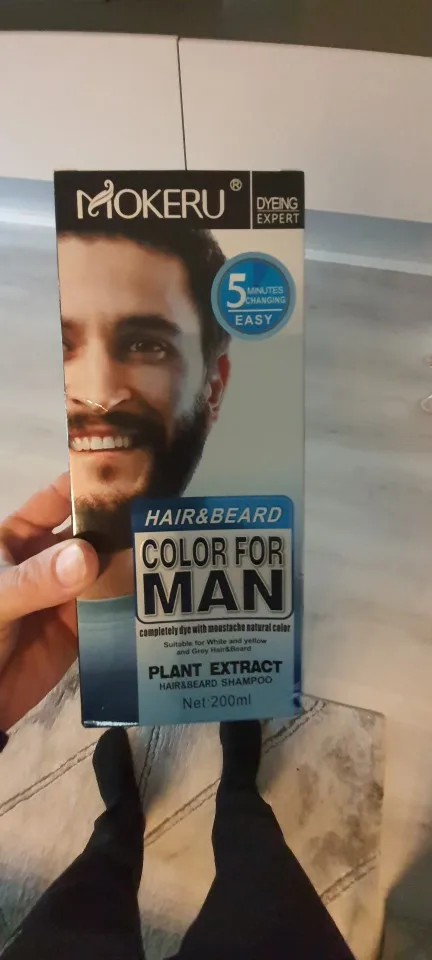 MOKERU®
DYEING
EXPERT
5 MINUTES
CHANGING
EASY
HAIR&BEARD
COLOR FOR
MAN
completely dye with moustache natural color
Suitable for White and yellow
and Grey Hair&Beard
PLANT EXTRACT
HAIR&BEARD SHAMPOO
Net:200ml